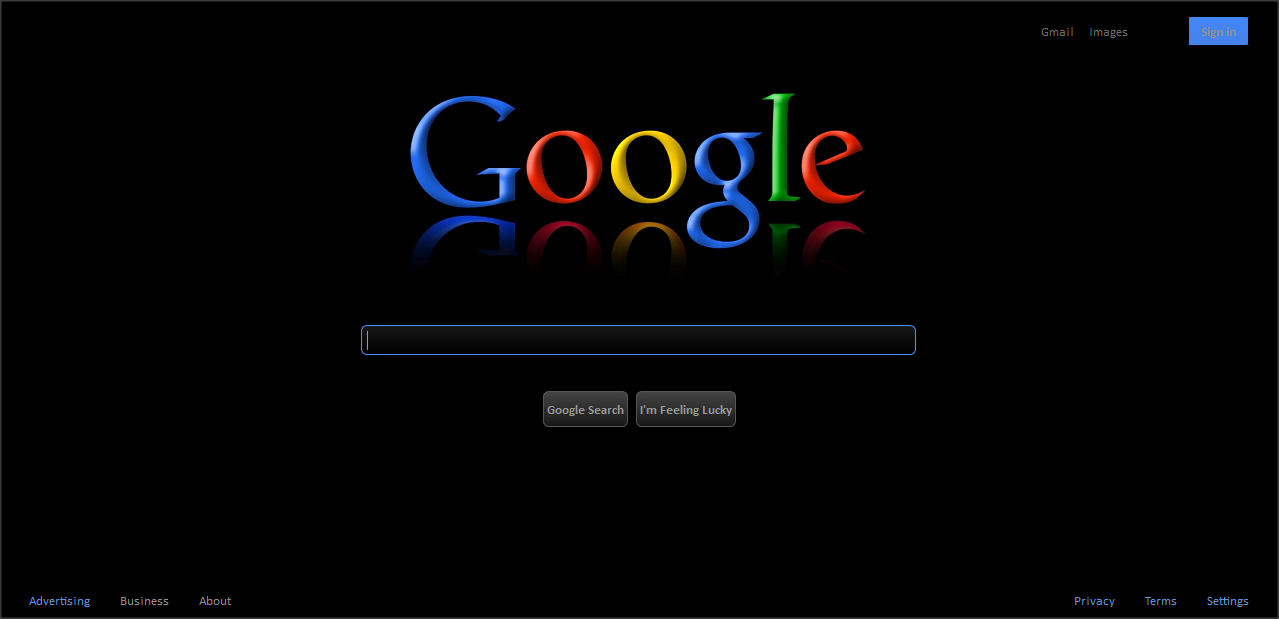 Gmail Images Sign in
Google
Google Search I'm Feeling Lucky
Advertising Business About Privacy Terms Settings